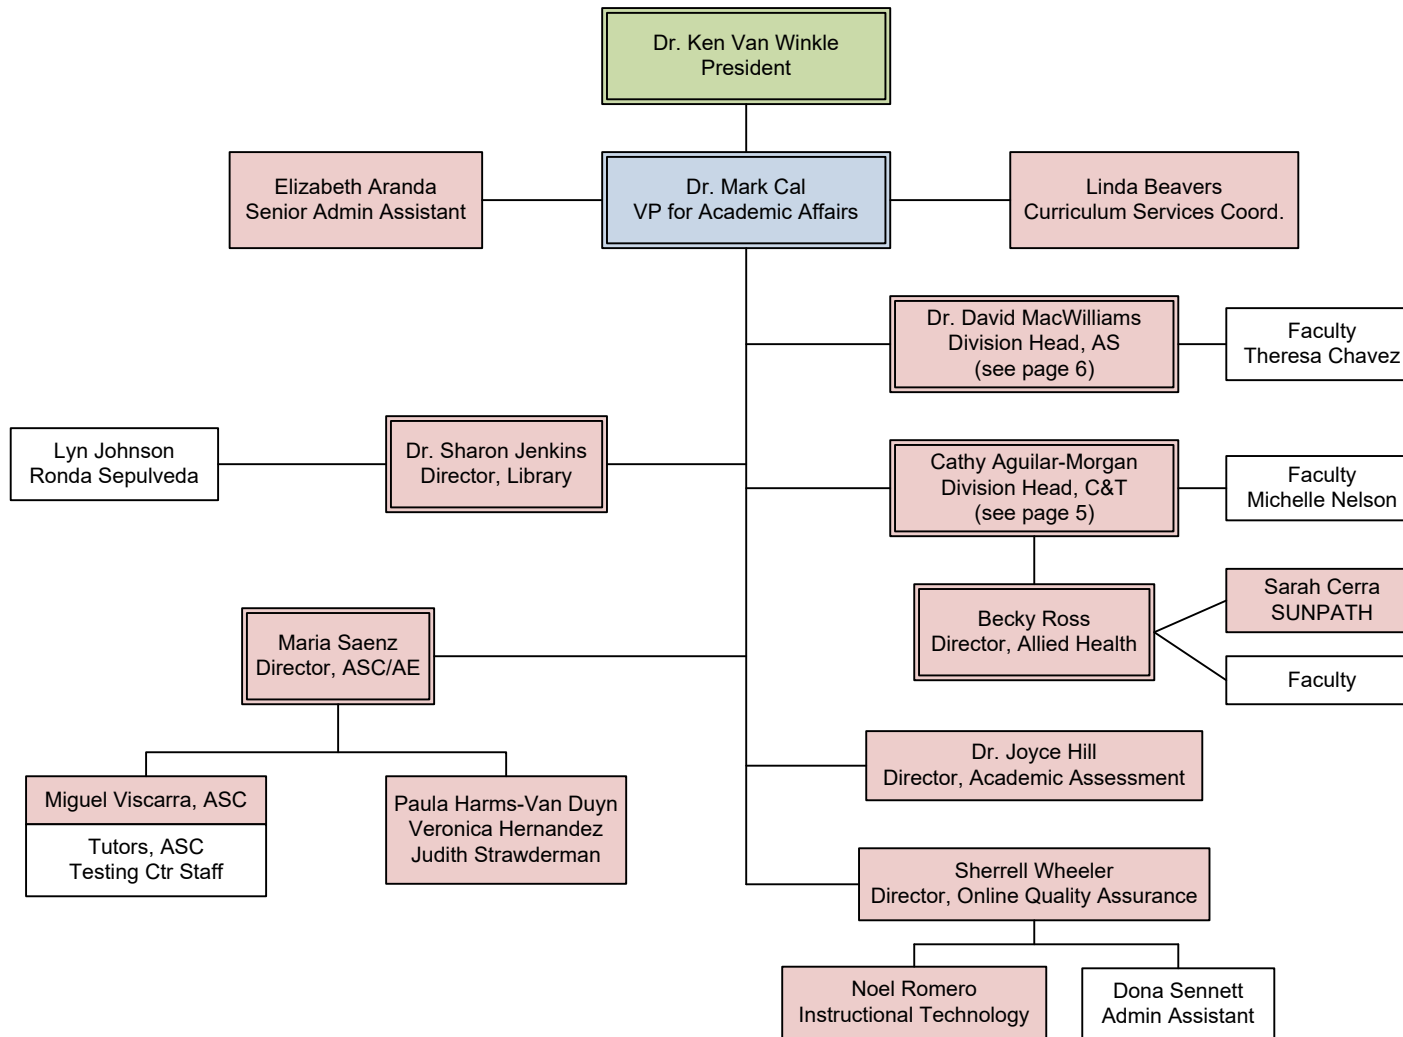 Dr. Ken Van Winkle
President
Elizabeth Aranda
Senior Admin Assistant
Dr. Mark Cal
VP for Academic Affairs
Linda Beavers
Curriculum Services Coord.
Dr. David MacWilliams
Division Head, AS
(see page 6)
Faculty
Theresa Chavez
Lyn Johnson
Ronda Sepulveda
Dr. Sharon Jenkins
Director, Library
Cathy Aguilar-Morgan
Division Head, C&T
(see page 5)
Faculty
Michelle Nelson
Maria Saenz
Director, ASC/AE
Becky Ross
Director, Allied Health
Sarah Cerra
SUNPATH
Faculty
Miguel Viscarra, ASC
Tutors, ASC
Testing Ctr Staff
Paula Harms-Van Duyn
Veronica Hernandez
Judith Strawderman
Dr. Joyce Hill
Director, Academic Assessment
Sherrell Wheeler
Director, Online Quality Assurance
Noel Romero
Instructional Technology
Dona Sennett
Admin Assistant